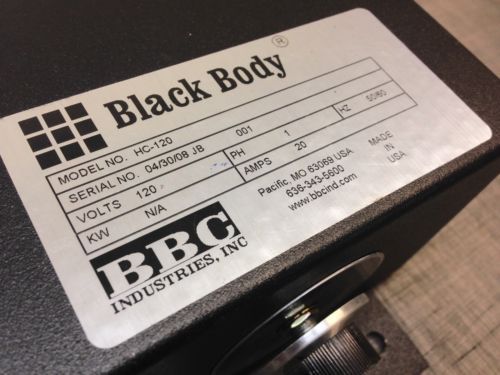 Black Body ®
MODEL NO. HC-120
SERIAL NO. 04/30/08 JB 001
VOLTS 120 PH 1 HZ 50/60
KW N/A AMPS 20
BBC
INDUSTRIES, INC
Pacific, MO 63069 USA
636-343-5600
www.bbcind.com
MADE
IN
USA